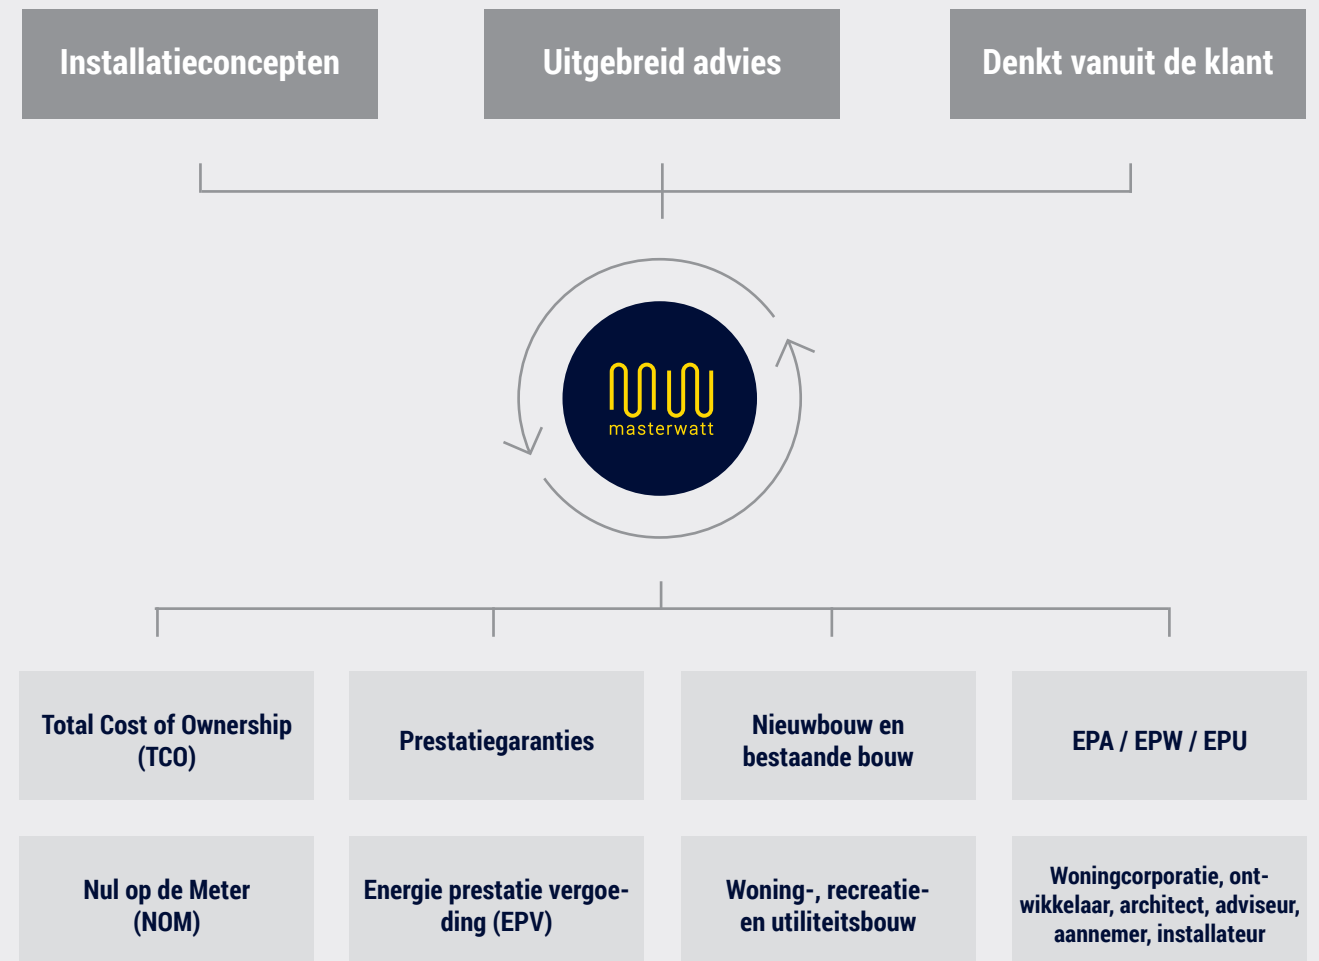 Installatieconcepten
Uitgebreid advies
Denkt vanuit de klant
masterwatt
Total Cost of Ownership
(TCO)
Prestatiegaranties
Nieuwbouw en
bestaande bouw
EPA / EPW / EPU
Nul op de Meter
(NOM)
Energie prestatie vergoe-
ding (EPV)
Woning-, recreatie-
en utiliteitsbouw
Woningcorporatie, ont-
wikkelaar, architect, adviseur,
aannemer, installateur